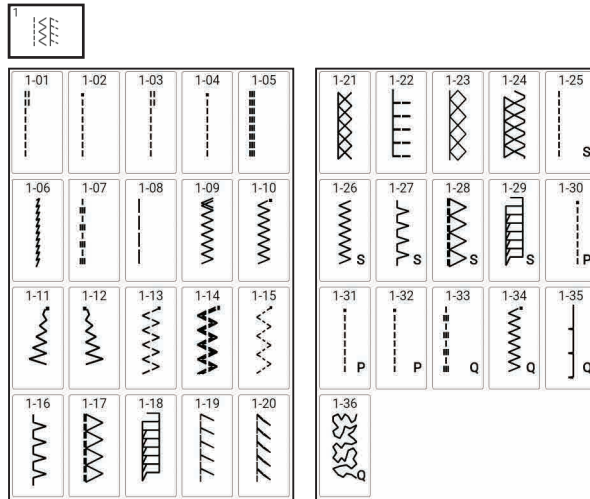 1
1-01 1-02 1-03 1-04 1-05
1-06 1-07 1-08 1-09 1-10
1-11 1-12 1-13 1-14 1-15
1-16 1-17 1-18 1-19 1-20
1-21 1-22 1-23 1-24 1-25
S
1-26 1-27 1-28 1-29 1-30
S S S S P
1-31 1-32 1-33 1-34 1-35
P P Q Q Q
1-36
Q